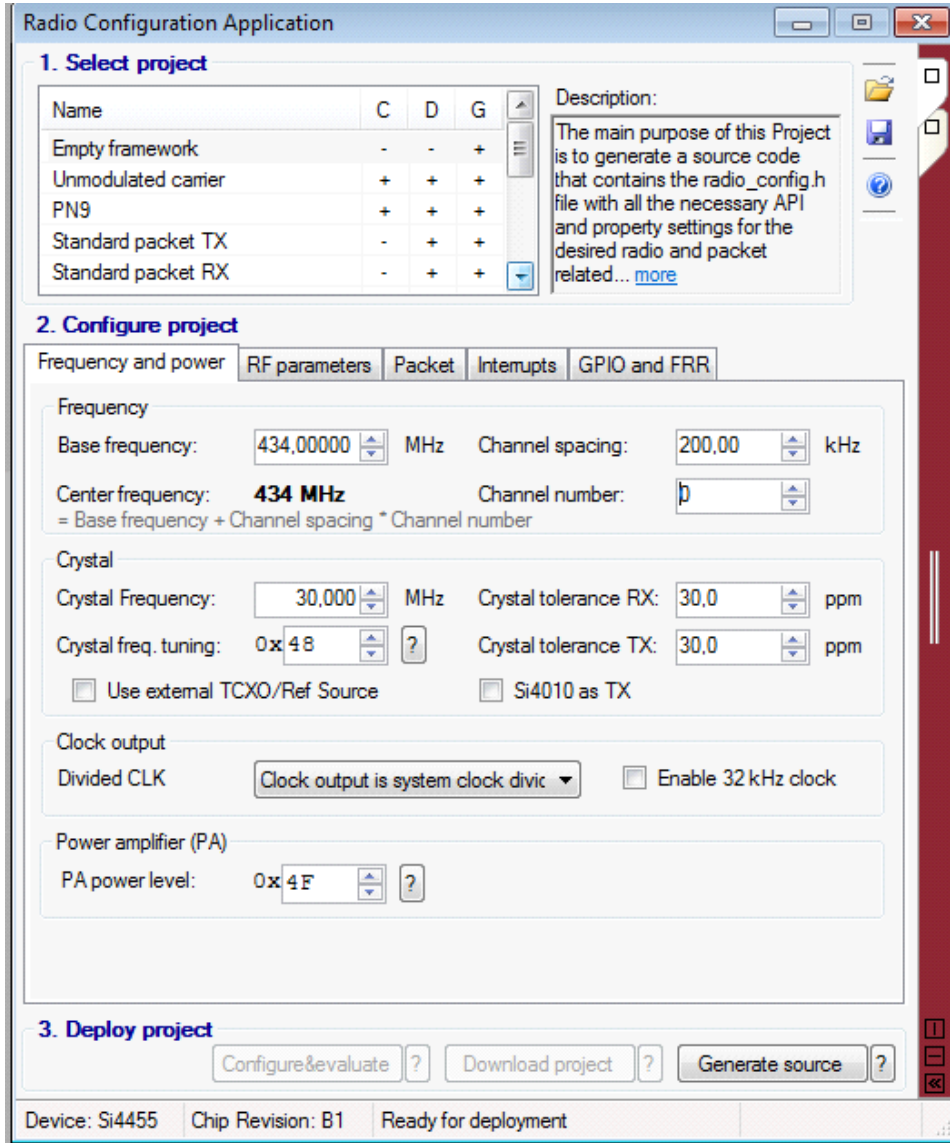 Radio Configuration Application
1. Select project
Name C D G
Empty framework - - +
Unmodulated carrier + + +
PN9 + + +
Standard packet TX - + +
Standard packet RX - + +
Description:
The main purpose of this Project
is to generate a source code
that contains the radio_config.h
file with all the necessary API
and property settings for the
desired radio and packet
related... more
2. Configure project
Frequency and power RF parameters Packet Interrupts GPIO and FRR
Frequency
Base frequency: 434,00000 MHz Channel spacing: 200,00 kHz
Center frequency: 434 MHz Channel number: 0
= Base frequency + Channel spacing * Channel number
Crystal
Crystal Frequency: 30,000 MHz Crystal tolerance RX: 30,0 ppm
Crystal freq. tuning: 0x 48 ? Crystal tolerance TX: 30,0 ppm
Use external TCXO/Ref Source Si4010 as TX
Clock output
Divided CLK Clock output is system clock divic Enable 32 kHz clock
Power amplifier (PA)
PA power level: 0x 4F ?
3. Deploy project
Configure&evaluate ? Download project ? Generate source ?
Device: Si4455 Chip Revision: B1 Ready for deployment